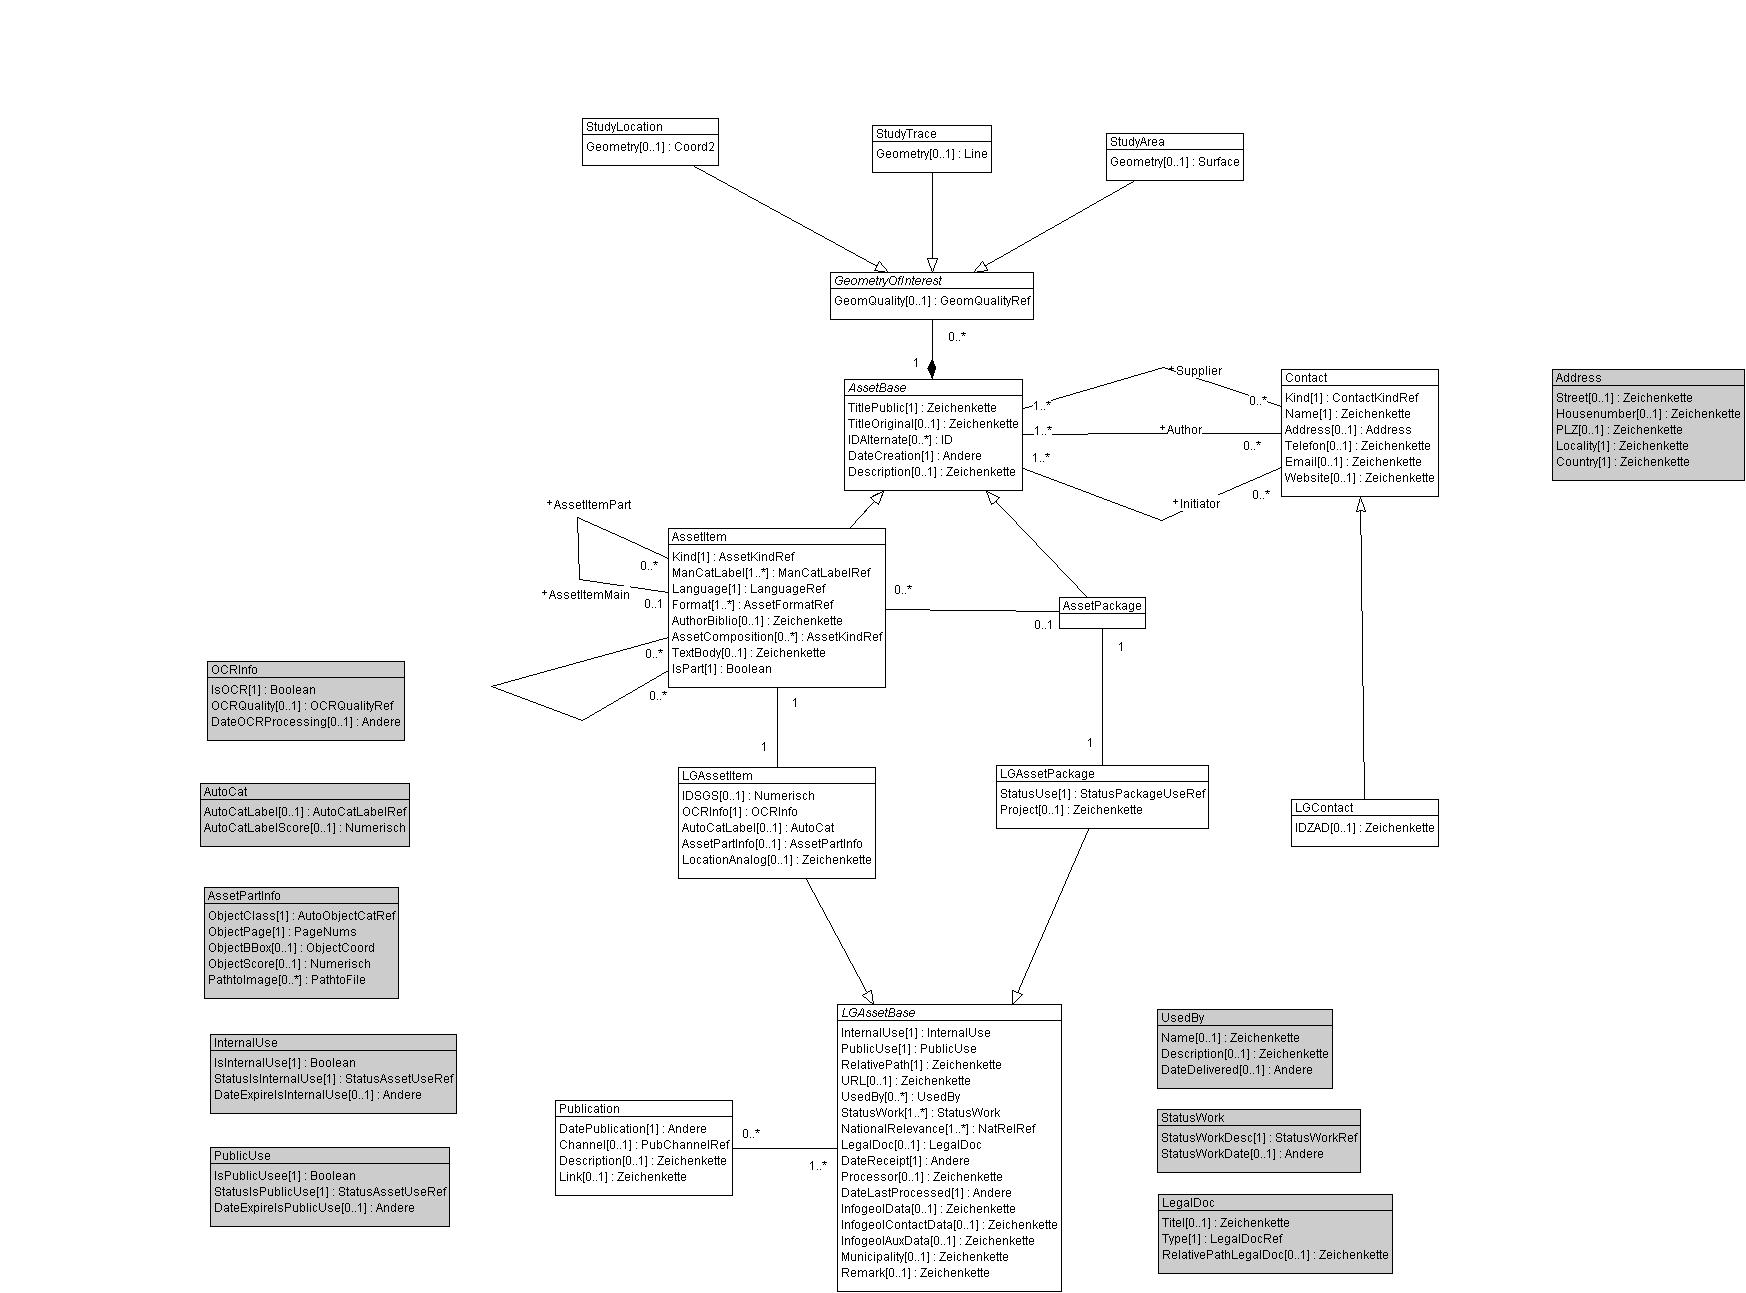 StudyLocation
Geometry[0..1] : Coord2
StudyTrace
Geometry[0..1] : Line
StudyArea
Geometry[0..1] : Surface
GeometryOfInterest
GeomQuality[0..1] : GeomQualityRef
0..*
1
AssetBase
TitlePublic[1] : Zeichenkette
TitleOriginal[0..1] : Zeichenkette
IDAlternate[0..*] : ID
DateCreation[1] : Andere
Description[0..1] : Zeichenkette
+Supplier
1..*
0..*
+Author
1..*
0..*
1..*
0..*
+Initiator
Contact
Kind[1] : ContactKindRef
Name[1] : Zeichenkette
Address[0..1] : Address
Telefon[0..1] : Zeichenkette
Email[0..1] : Zeichenkette
Website[0..1] : Zeichenkette
Address
Street[0..1] : Zeichenkette
Housenumber[0..1] : Zeichenkette
PLZ[0..1] : Zeichenkette
Locality[1] : Zeichenkette
Country[1] : Zeichenkette
+AssetItemPart
0..*
+AssetItemMain
0..1
0..*
0..*
AssetItem
Kind[1] : AssetKindRef
ManCatLabel[1..*] : ManCatLabelRef
Language[1] : LanguageRef
Format[1..*] : AssetFormatRef
AuthorBiblio[0..1] : Zeichenkette
AssetComposition[0..*] : AssetKindRef
TextBody[0..1] : Zeichenkette
IsPart[1] : Boolean
0..*
0..1
AssetPackage
1
1
1
1
OCRInfo
IsOCR[1] : Boolean
OCRQuality[0..1] : OCRQualityRef
DateOCRProcessing[0..1] : Andere
LGAssetItem
IDSGS[0..1] : Numerisch
OCRInfo[1] : OCRInfo
AutoCatLabel[0..1] : AutoCat
AssetPartInfo[0..1] : AssetPartInfo
LocationAnalog[0..1] : Zeichenkette
LGAssetPackage
StatusUse[1] : StatusPackageUseRef
Project[0..1] : Zeichenkette
LGContact
IDZAD[0..1] : Zeichenkette
AutoCat
AutoCatLabel[0..1] : AutoCatLabelRef
AutoCatLabelScore[0..1] : Numerisch
AssetPartInfo
ObjectClass[1] : AutoObjectCatRef
ObjectPage[1] : PageNums
ObjectBBox[0..1] : ObjectCoord
ObjectScore[0..1] : Numerisch
PathtoImage[0..*] : PathtoFile
InternalUse
IsInternalUse[1] : Boolean
StatusIsInternalUse[1] : StatusAssetUseRef
DateExpireIsInternalUse[0..1] : Andere
PublicUse
IsPublicUsee[1] : Boolean
StatusIsPublicUse[1] : StatusAssetUseRef
DateExpireIsPublicUse[0..1] : Andere
Publication
DatePublication[1] : Andere
Channel[0..1] : PubChannelRef
Description[0..1] : Zeichenkette
Link[0..1] : Zeichenkette
0..*
1..*
LGAssetBase
InternalUse[1] : InternalUse
PublicUse[1] : PublicUse
RelativePath[1] : Zeichenkette
URL[0..1] : Zeichenkette
UsedBy[0..*] : UsedBy
StatusWork[1..*] : StatusWork
NationalRelevance[1..*] : NatRelRef
LegalDoc[0..1] : LegalDoc
DateReceipt[1] : Andere
Processor[0..1] : Zeichenkette
DateLastProcessed[1] : Andere
InfogeolData[0..1] : Zeichenkette
InfogeolContactData[0..1] : Zeichenkette
InfogeolAuxData[0..1] : Zeichenkette
Municipality[0..1] : Zeichenkette
Remark[0..1] : Zeichenkette
UsedBy
Name[0..1] : Zeichenkette
Description[0..1] : Zeichenkette
DateDelivered[0..1] : Andere
StatusWork
StatusWorkDesc[1] : StatusWorkRef
StatusWorkDate[0..1] : Andere
LegalDoc
Titel[0..1] : Zeichenkette
Type[1] : LegalDocRef
RelativePathLegalDoc[0..1] : Zeichenkette